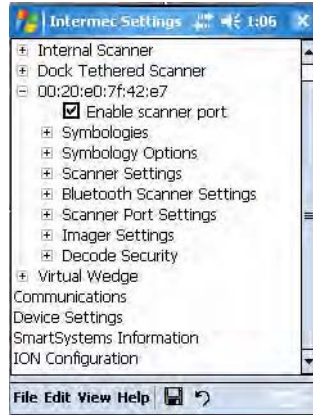 Intermec Settings 1:06
Internal Scanner
Dock Tethered Scanner
00:20:e0:7f:42:e7
Enable scanner port
Symbologies
Symbology Options
Scanner Settings
Bluetooth Scanner Settings
Scanner Port Settings
Imager Settings
Decode Security
Virtual Wedge
Communications
Device Settings
SmartSystems Information
ION Configuration
File Edit View Help